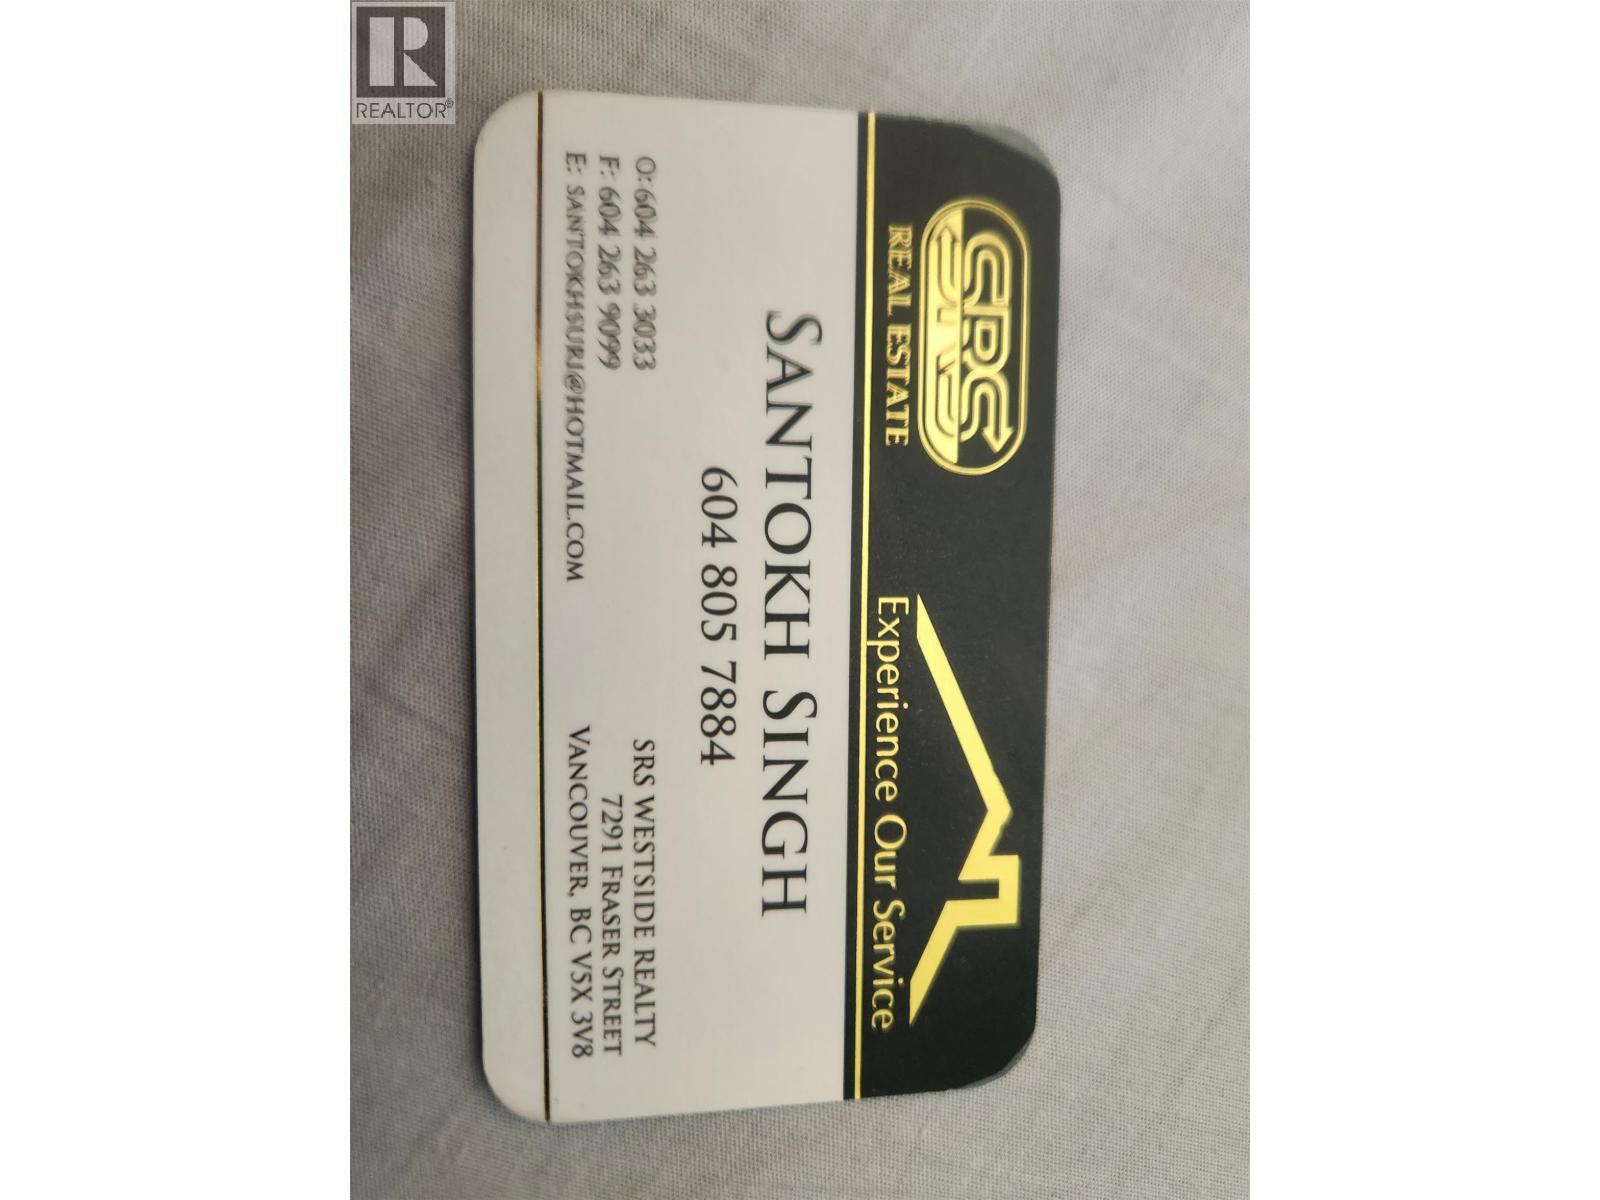 REALTOR®
SRS
REAL ESTATE
Experience Our Service
SANTOKH SINGH
604 805 7884
O: 604 263 3033
F: 604 263 9099
E: SANTOKHSURI@HOTMAIL.COM
SRS WESTSIDE REALTY
7291 FRASER STREET
VANCOUVER, BC V5X 3V8